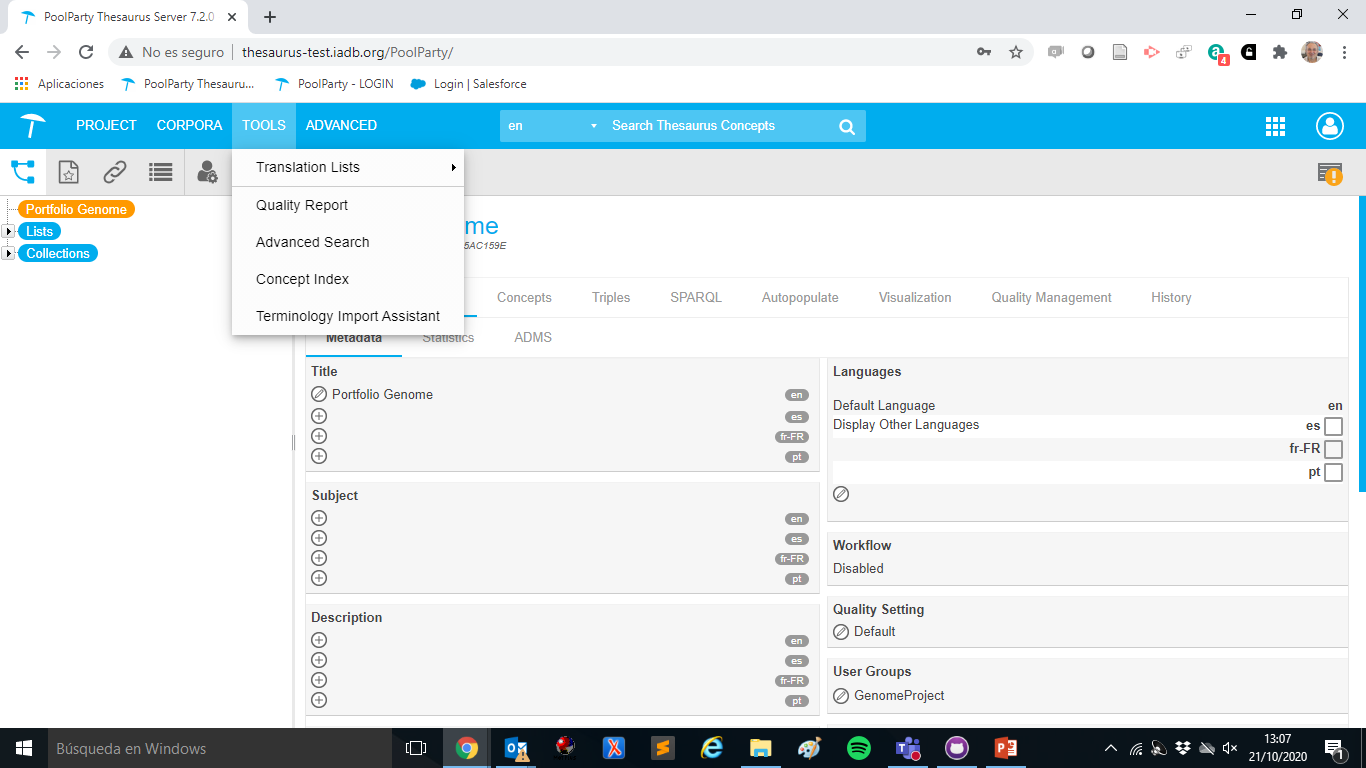 PoolParty Thesaurus Server 7.2.0
No es seguro
thesaurus-test.iadb.org/PoolParty/
4
Aplicaciones
PoolParty Thesauru...
PoolParty - LOGIN
Login | Salesforce
PROJECT
CORPORA
TOOLS
ADVANCED
en
Search Thesaurus Concepts
Translation Lists
Quality Report
Advanced Search
Concept Index
Terminology Import Assistant
Portfolio Genome
Lists
Collections
me
5AC159E
Concepts
Triples
SPARQL
Autopopulate
Visualization
Quality Management
History
Metadata
Statistics
ADMS
Title
Portfolio Genome
en
es
fr-FR
pt
Subject
en
es
fr-FR
pt
Description
en
es
fr-FR
pt
Languages
Default Language
en
Display Other Languages
es
fr-FR
pt
Workflow
Disabled
Quality Setting
Default
User Groups
GenomeProject
Búsqueda en Windows
13:07
21/10/2020
1